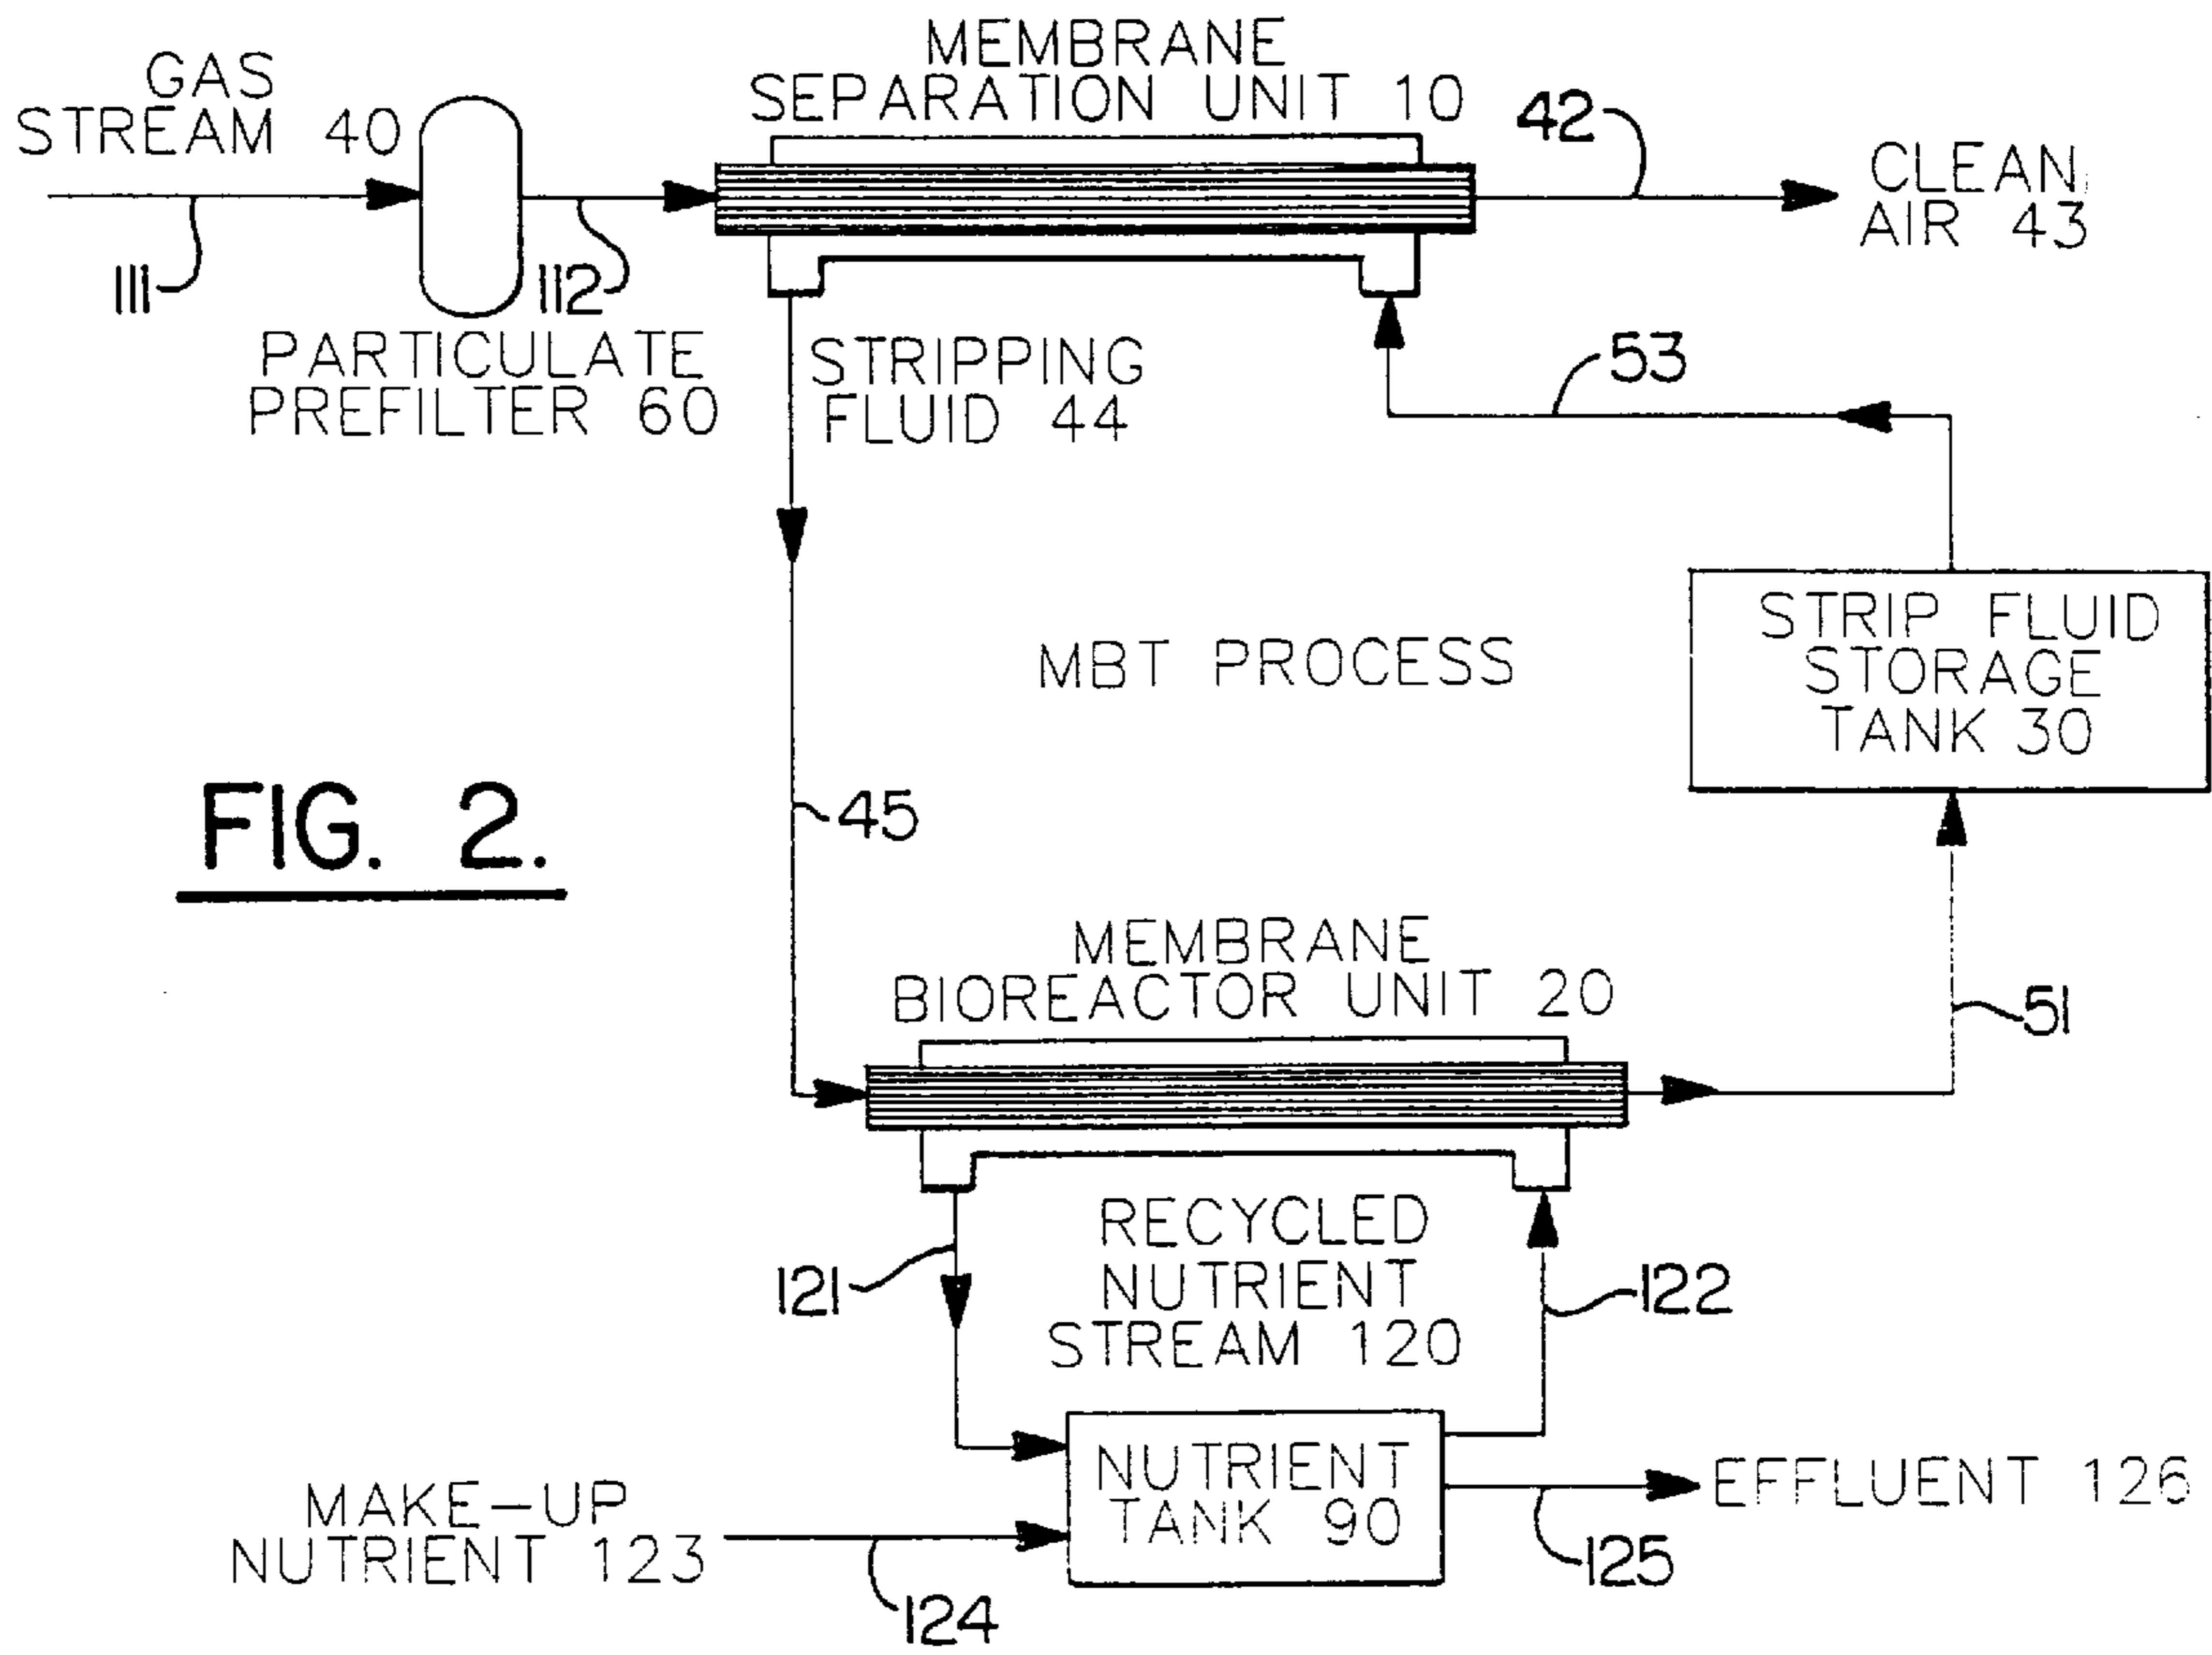 MEMBRANE
SEPARATION UNIT 10
GAS
STREAM 40
42
CLEAN
AIR 43
111
112
PARTICULATE
PREFILTER 60
STRIPPING
FLUID 44
53
STRIP FLUID
STORAGE
TANK 30
MBT PROCESS
FIG. 2.
45
MEMBRANE
BIOREACTOR UNIT 20
51
RECYCLED
NUTRIENT
STREAM 120
121
122
NUTRIENT
TANK 90
MAKE-UP
NUTRIENT 123
EFFLUENT 126
124
125